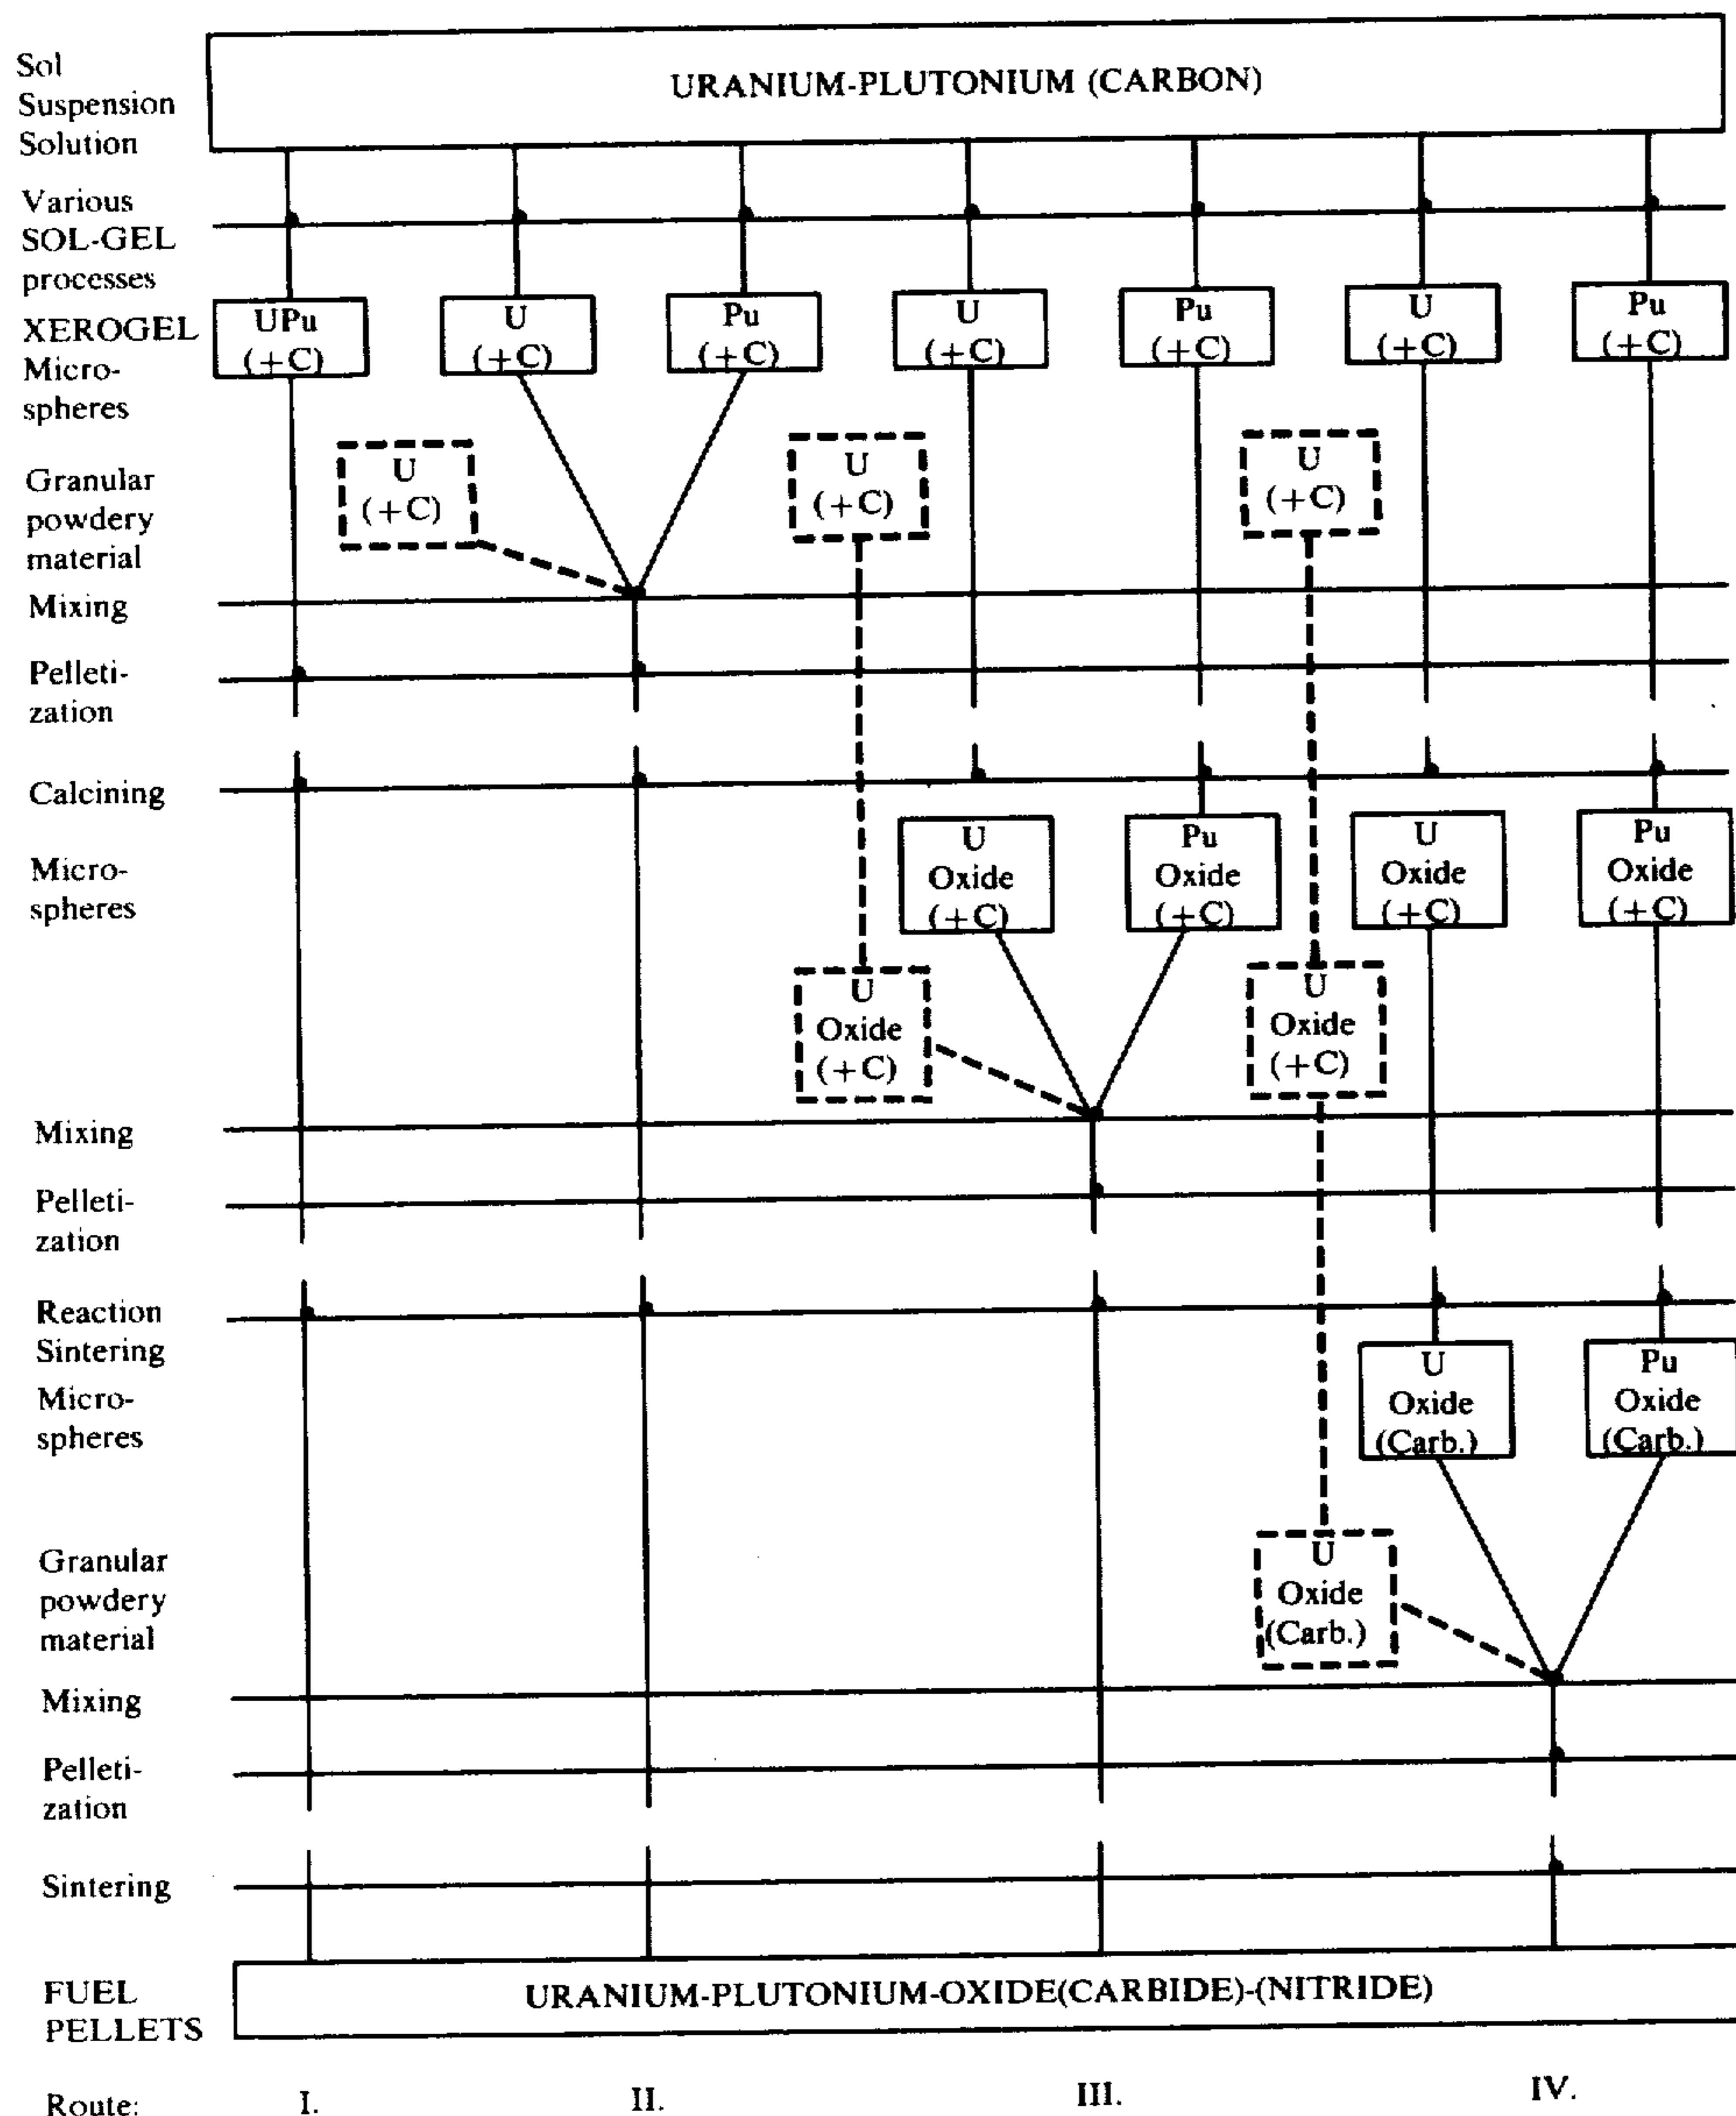 Sol
Suspension
Solution
URANIUM-PLUTONIUM (CARBON)
Various
SOL-GEL
processes
XEROGEL
Micro-
spheres
UPu
(+C)
U
(+C)
Pu
(+C)
U
(+C)
Pu
(+C)
U
(+C)
Pu
(+C)
Granular
powdery
material
U
(+C)
U
(+C)
U
(+C)
Mixing
Pelleti-
zation
Calcining
Micro-
spheres
U
Oxide
(+C)
Pu
Oxide
(+C)
U
Oxide
(+C)
Pu
Oxide
(+C)
U
Oxide
(+C)
U
Oxide
(+C)
Mixing
Pelleti-
zation
Reaction
Sintering
Micro-
spheres
U
Oxide
(Carb.)
Pu
Oxide
(Carb.)
Granular
powdery
material
U
Oxide
(Carb.)
Mixing
Pelleti-
zation
Sintering
FUEL
PELLETS
URANIUM-PLUTONIUM-OXIDE(CARBIDE)-(NITRIDE)
Route: I. II. III. IV.